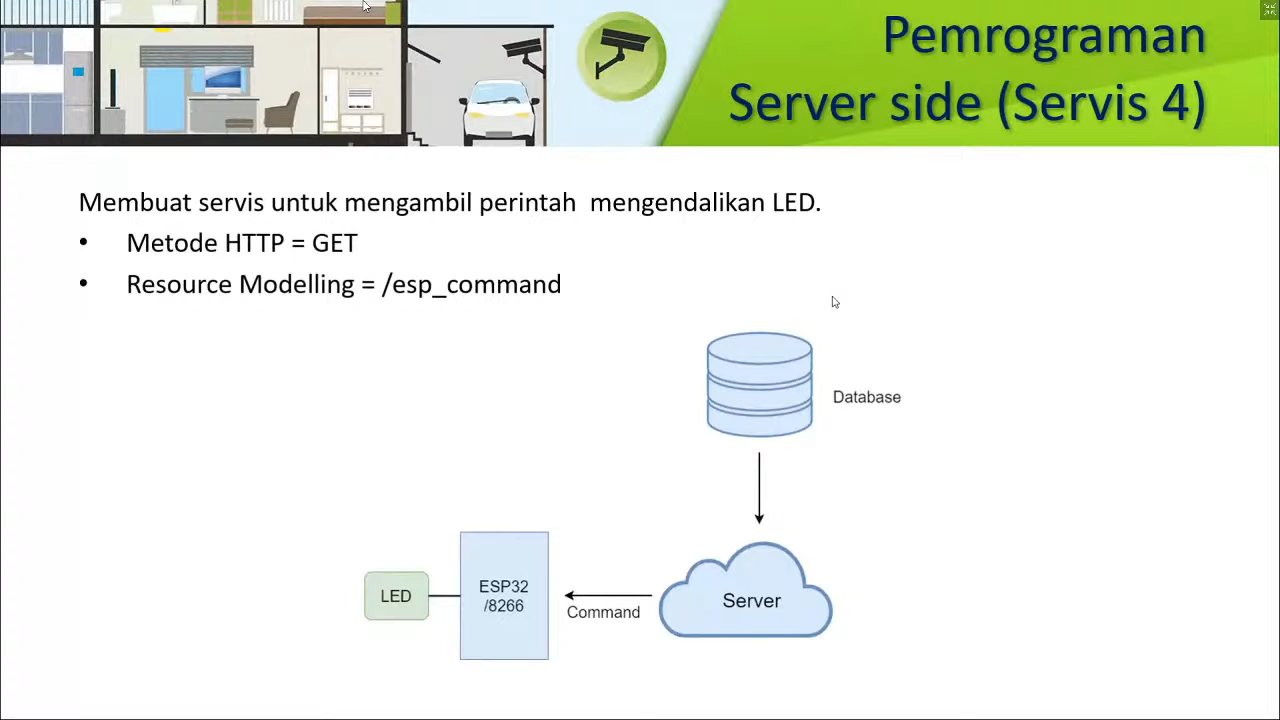 Pemrograman
Server side (Servis 4)
Membuat servis untuk mengambil perintah mengendalikan LED.
• Metode HTTP = GET
• Resource Modelling = /esp_command
Database
LED
ESP32
/8266
Command
Server